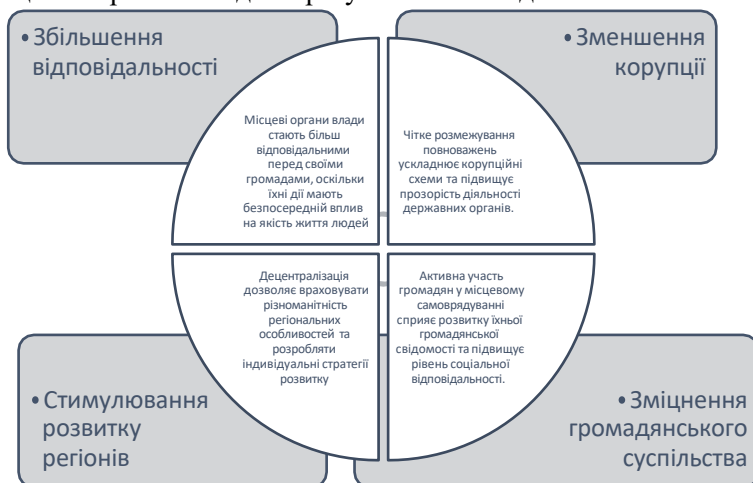 • Збільшення
відповідальності
• Зменшення
корупції
Місцеві органи влади
стають більш
відповідальними
перед своїми
громадами, оскільки
їхні дії мають
безпосередній вплив
на якість життя людей
Чітке розмежування
повноважень
ускладнює корупційні
схеми та підвищує
прозорість діяльності
державних органів.
Децентралізація
дозволяє враховувати
різноманітність
регіональних
особливостей та
розробляти
індивідуальні стратегії
розвитку
Активна участь
громадян у місцевому
самоврядуванні
сприяє розвитку їхньої
громадянської
свідомості та підвищує
рівень соціальної
відповідальності.
• Стимулювання
розвитку
регіонів
• Зміцнення
громадянського
суспільства